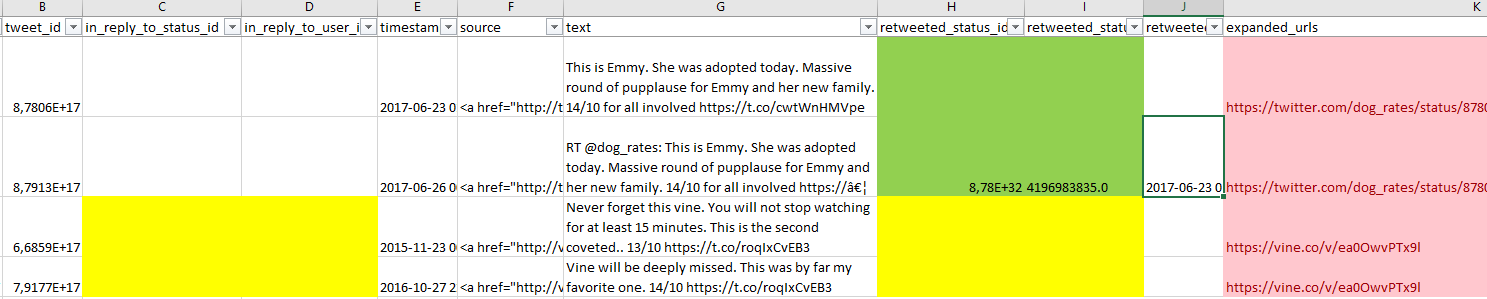 B C D E F G H I J K
tweet_id in_reply_to_status_id in_reply_to_user_i timestam source text retweeted_status_id retweeted_statu retweete expanded_urls
This is Emmy. She was adopted today. Massive
round of pupplause for Emmy and her new family.
8,7806E+17 2017-06-23 0 <a href="http://t 14/10 for all involved https://t.co/cwtWnHMVpe https://twitter.com/dog_rates/status/8780
RT @dog_rates: This is Emmy. She was adopted
today. Massive round of pupplause for Emmy and
8,7913E+17 2017-06-26 0 <a href="http://t her new family. 14/10 for all involved https://â€¦ 8,78E+32 4196983835.0 2017-06-23 0 https://twitter.com/dog_rates/status/8780
Never forget this vine. You will not stop watching
for at least 15 minutes. This is the second
6,6859E+17 2015-11-23 0 <a href="http://v coveted.. 13/10 https://t.co/roqIxCvEB3 https://vine.co/v/ea0OwvPTx9l
Vine will be deeply missed. This was by far my
7,9177E+17 2016-10-27 2 <a href="http://v favorite one. 14/10 https://t.co/roqIxCvEB3 https://vine.co/v/ea0OwvPTx9l